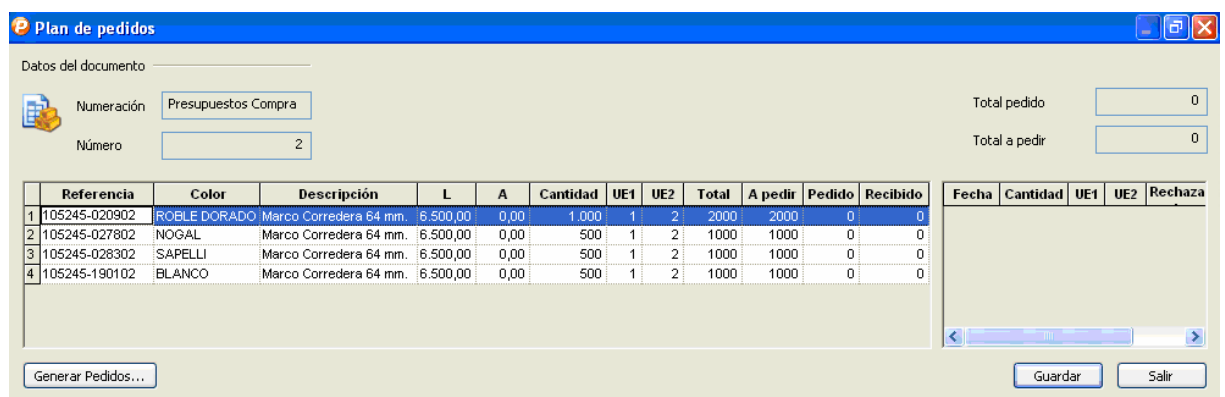 Plan de pedidos
Datos del documento
Numeración Presupuestos Compra Total pedido 0
Número 2 Total a pedir 0
Referencia Color Descripción L A Cantidad UE1 UE2 Total A pedir Pedido Recibido Fecha Cantidad UE1 UE2 Rechaza
1 105245-020902 ROBLE DORADO Marco Corredera 64 mm. 6.500,00 0,00 1.000 1 2 2000 2000 0 0
2 105245-027802 NOGAL Marco Corredera 64 mm. 6.500,00 0,00 500 1 2 1000 1000 0 0
3 105245-028302 SAPELLI Marco Corredera 64 mm. 6.500,00 0,00 500 1 2 1000 1000 0 0
4 105245-190102 BLANCO Marco Corredera 64 mm. 6.500,00 0,00 500 1 2 1000 1000 0 0
Generar Pedidos... Guardar Salir